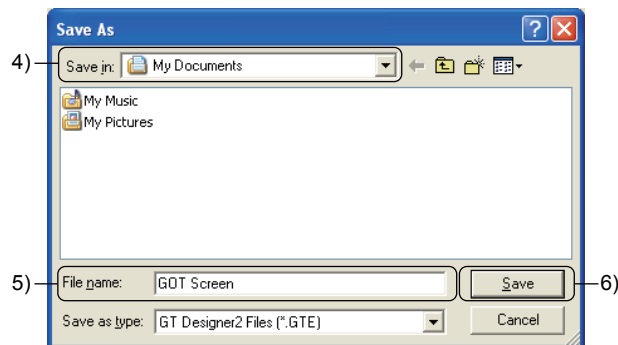 Save As
4) Save in: My Documents
My Music
My Pictures
5) File name: GOT Screen Save 6)
Save as type: GT Designer2 Files (*.GTE) Cancel